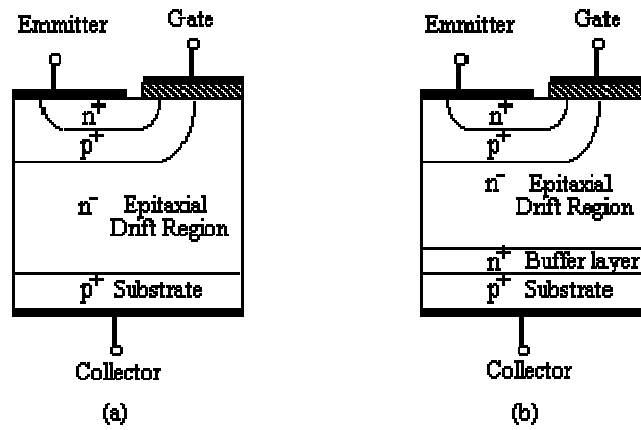 Emmitter Gate
n+
p+
n− Epitaxial
Drift Region
p+ Substrate
Collector
(a)
Emmitter Gate
n+
p+
n− Epitaxial
Drift Region
n+ Buffer layer
p+ Substrate
Collector
(b)